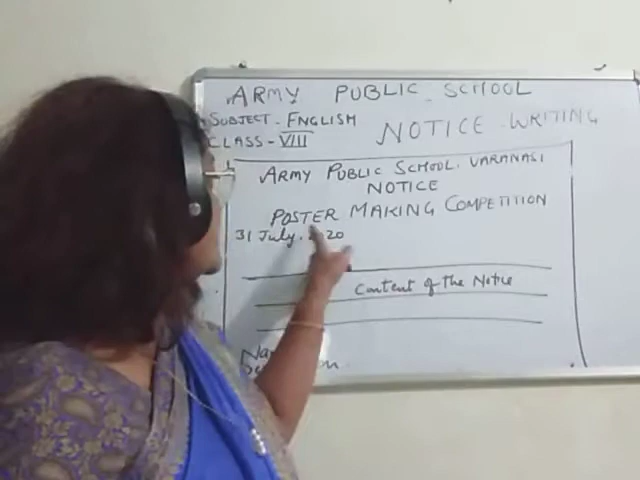 ARMY PUBLIC SCHOOL
SUBJECT - ENGLISH
CLASS - VIII
NOTICE WRITING
ARMY PUBLIC SCHOOL. VARANASI
NOTICE
POSTER MAKING COMPETITION
31 July. 2020
Content of the Notice